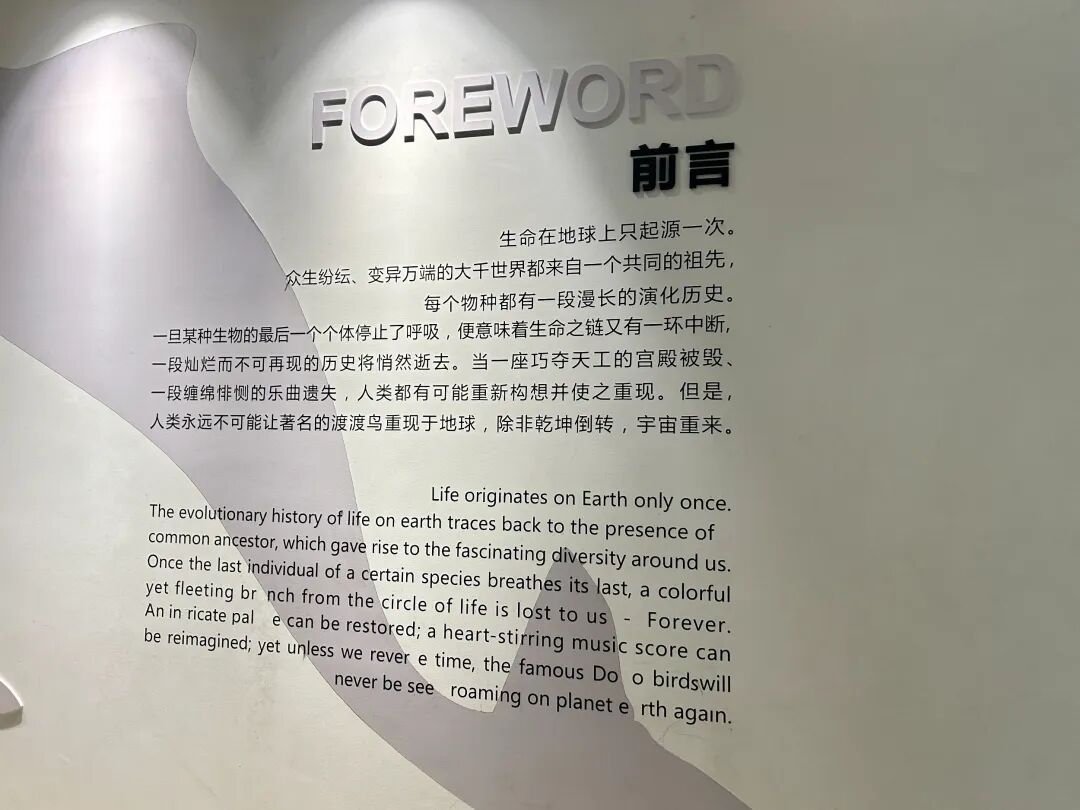 FOREWORD
前言
生命在地球上只起源一次。
众生纷纭、变异万端的大千世界都来自一个共同的祖先，
每个物种都有一段漫长的演化历史。
一旦某种生物的最后一个个体停止了呼吸，便意味着生命之链又有一环中断，
一段灿烂而不可再现的历史将悄然逝去。当一座巧夺天工的宫殿被毁、
一段缠绵悱恻的乐曲遗失，人类都有可能重新构想并使之重现。但是，
人类永远不可能让著名的渡渡鸟重现于地球，除非乾坤倒转，宇宙重来。
Life originates on Earth only once.
The evolutionary history of life on earth traces back to the presence of
common ancestor, which gave rise to the fascinating diversity around us.
Once the last individual of a certain species breathes its last, a colorful
yet fleeting br nch from the circle of life is lost to us - Forever.
An in ricate pal e can be restored; a heart-stirring music score can
be reimagined; yet unless we rever e time, the famous Do o birdswill
never be see roaming on planet e rth again.